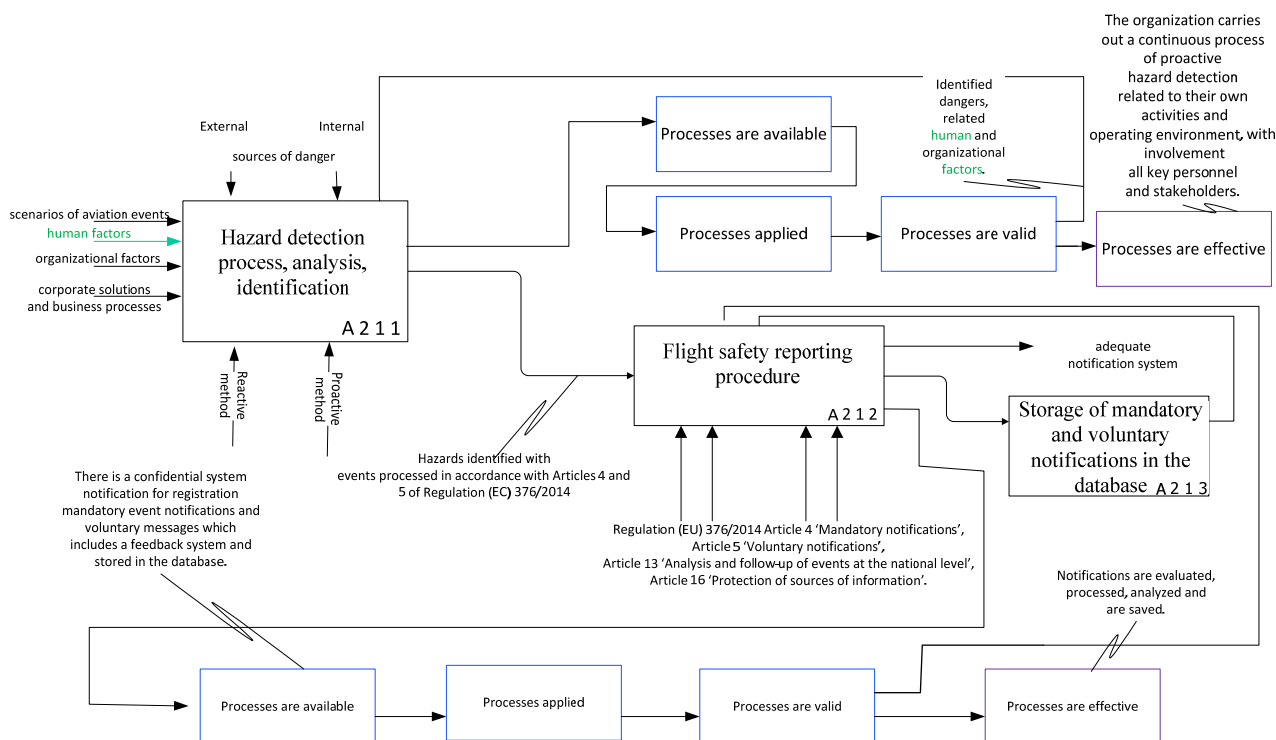 The organization carries
out a continuous process
of proactive
hazard detection
related to their own
activities and
operating environment, with
involvement
all key personnel
and stakeholders.
Identified
dangers,
related
human and
organizational
factors.
External
Internal
sources of danger
Processes are available
scenarios of aviation events
human factors
organizational factors
corporate solutions
and business processes
Hazard detection
process, analysis,
identification
A 2 1 1
Processes applied
Processes are valid
Processes are effective
Reactive
method
Proactive
method
Flight safety reporting
procedure
A 2 1 2
adequate
notification system
Storage of mandatory
and voluntary
notifications in the
database
A 2 1 3
Hazards identified with
events processed in accordance with Articles 4 and
5 of Regulation (EC) 376/2014
There is a confidential system
notification for registration
mandatory event notifications and
voluntary messages which
includes a feedback system and
stored in the database.
Regulation (EU) 376/2014 Article 4 ‘Mandatory notifications’,
Article 5 ‘Voluntary notifications’,
Article 13 ‘Analysis and follow-up of events at the national level’,
Article 16 ‘Protection of sources of information’.
Notifications are evaluated,
processed, analyzed and
are saved.
Processes are available
Processes applied
Processes are valid
Processes are effective